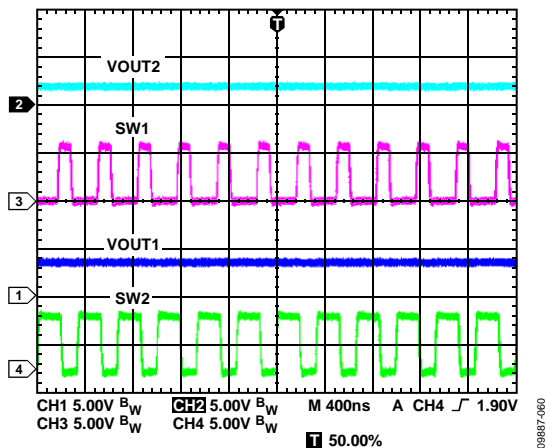 T
VOUT2
2
SW1
3
VOUT1
1
SW2
4
CH1 5.00V BW CH2 5.00V BW M 400ns A CH4 1.90V
CH3 5.00V BW CH4 5.00V BW
T 50.00%
09887-060